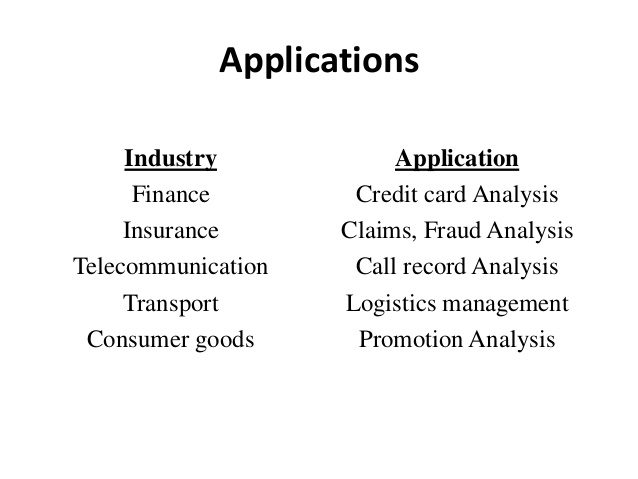 Applications
Industry Application
Finance Credit card Analysis
Insurance Claims, Fraud Analysis
Telecommunication Call record Analysis
Transport Logistics management
Consumer goods Promotion Analysis